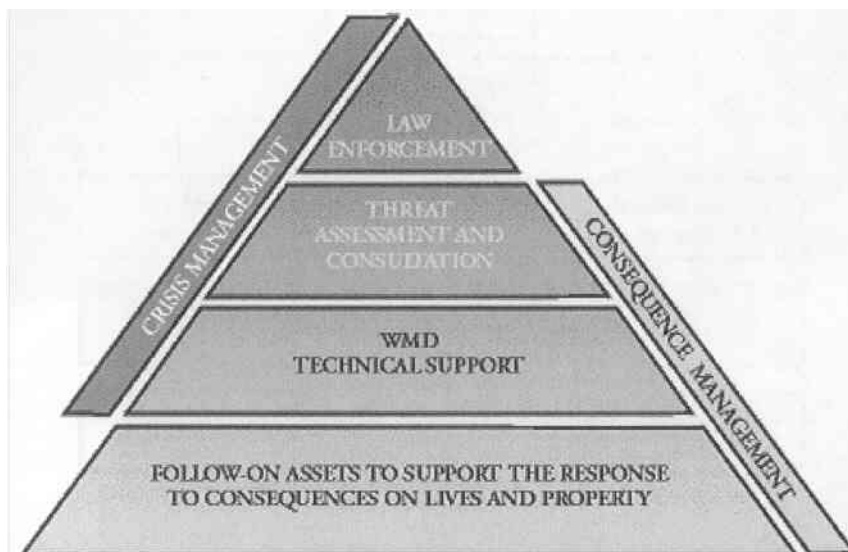 LAW
ENFORCEMENT
THREAT
ASSESSMENT AND
CONSULTATION
WMD
TECHNICAL SUPPORT
FOLLOW-ON ASSETS TO SUPPORT THE RESPONSE
TO CONSEQUENCES ON LIVES AND PROPERTY
CRISIS MANAGEMENT
CONSEQUENCE MANAGEMENT